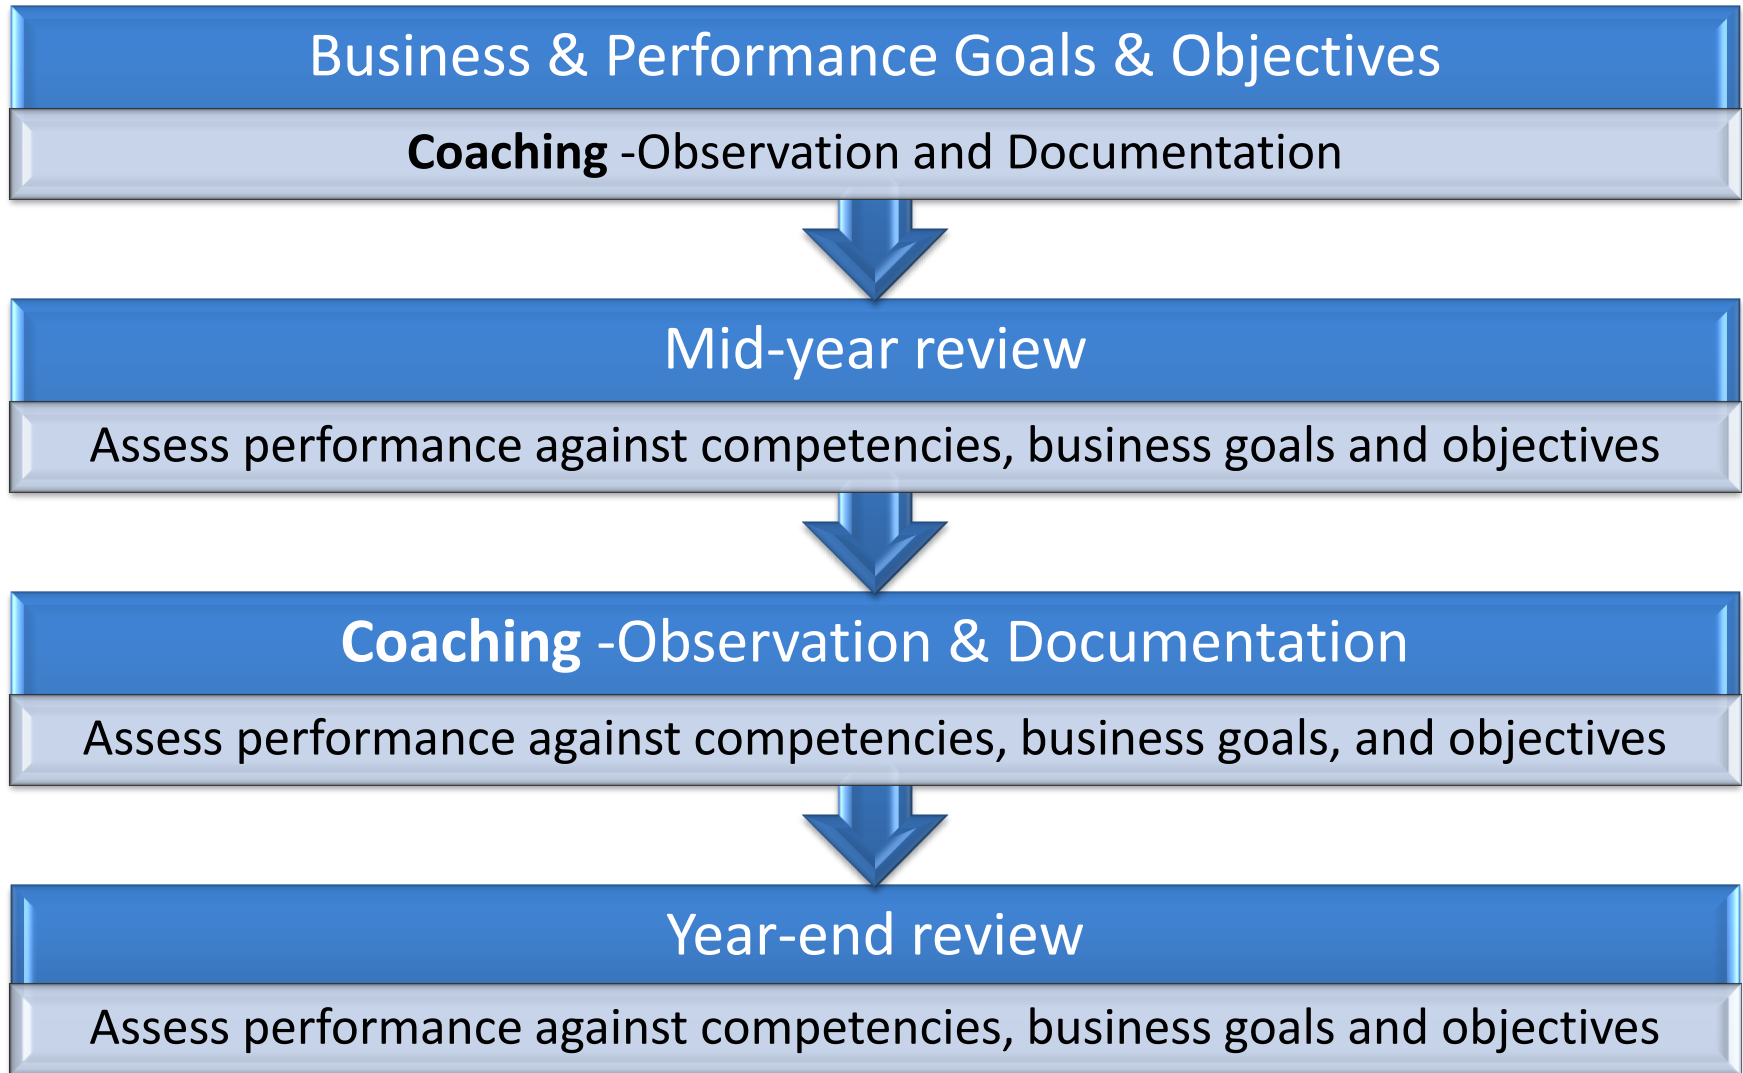 Business & Performance Goals & Objectives
Coaching -Observation and Documentation
Mid-year review
Assess performance against competencies, business goals and objectives
Coaching -Observation & Documentation
Assess performance against competencies, business goals, and objectives
Year-end review
Assess performance against competencies, business goals and objectives